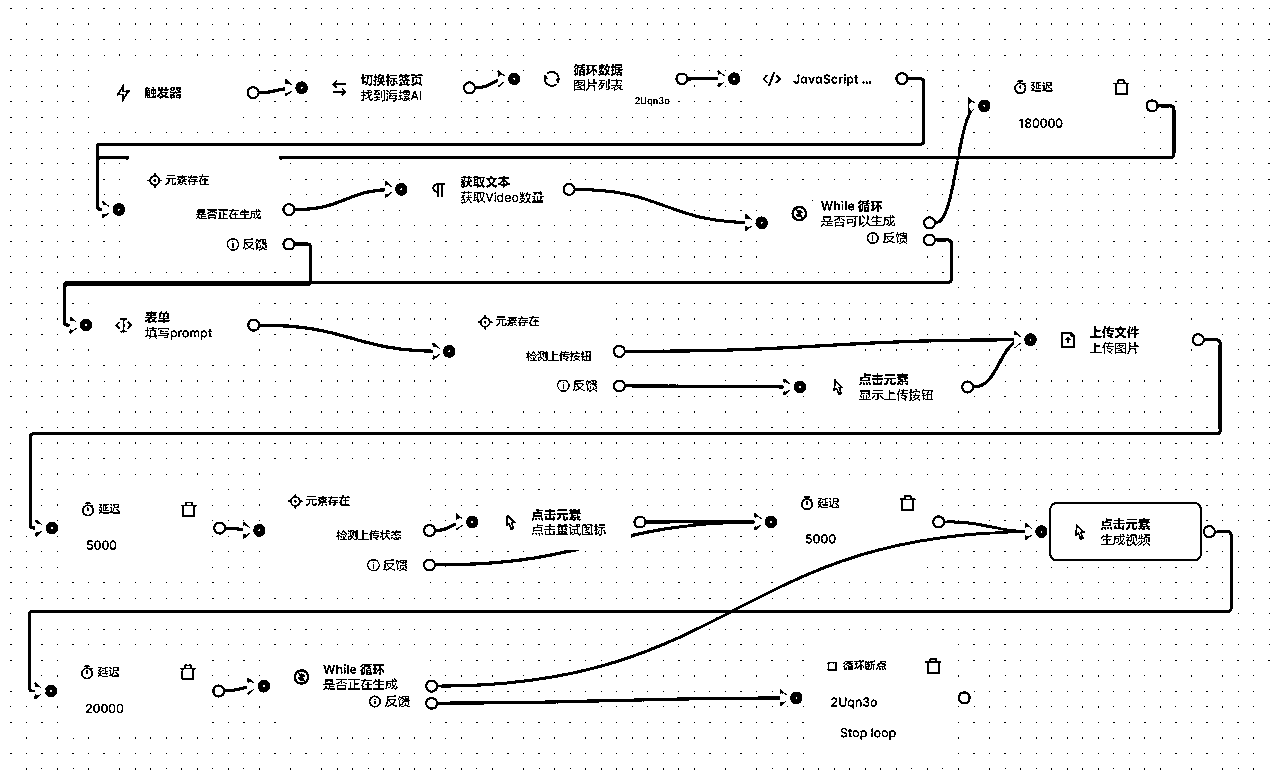 触发器
切换标签页
找到海螺AI
循环数据
图片列表
2Uqn3o
JavaScript ...
延迟
180000
元素存在
是否正在生成
反馈
获取文本
获取Video数量
While 循环
是否可以生成
反馈
表单
填写prompt
元素存在
检测上传按钮
反馈
点击元素
显示上传按钮
上传文件
上传图片
延迟
5000
元素存在
检测上传状态
反馈
点击元素
点击重试图标
延迟
5000
点击元素
生成视频
延迟
20000
While 循环
是否正在生成
反馈
循环断点
2Uqn3o
Stop loop